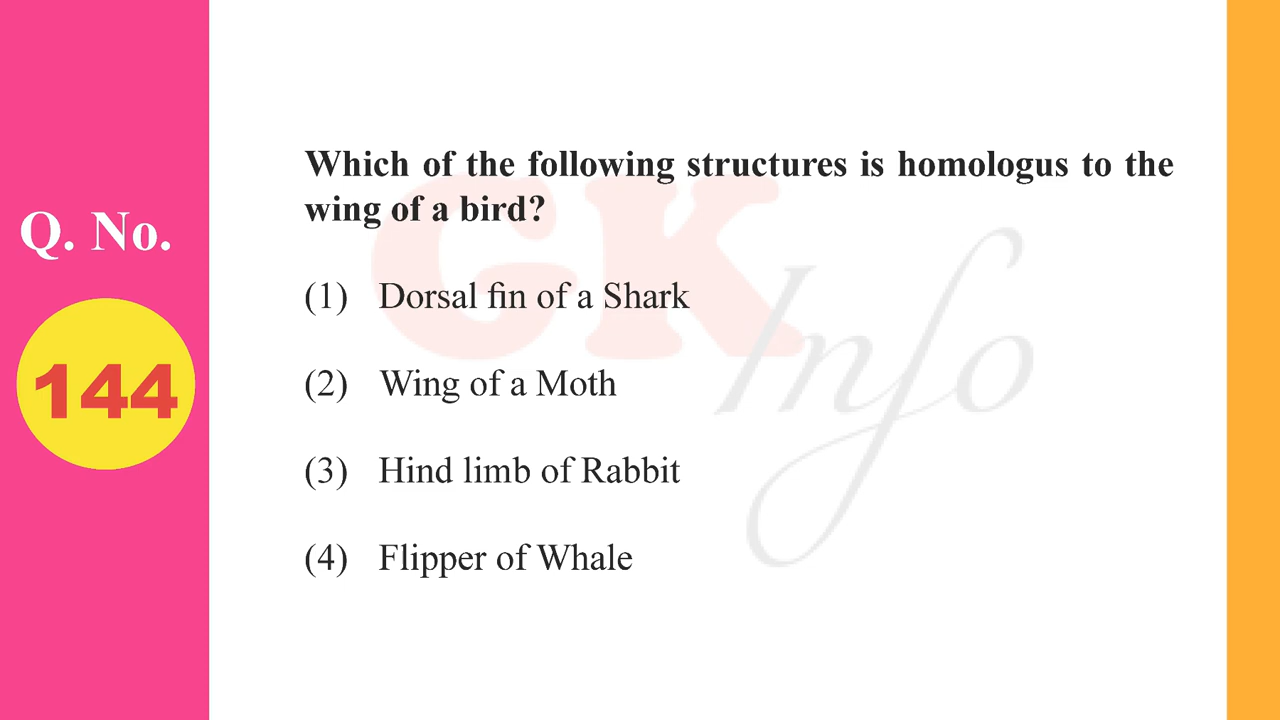 Q. No.
144
Which of the following structures is homologus to the
wing of a bird?
(1) Dorsal fin of a Shark
(2) Wing of a Moth
(3) Hind limb of Rabbit
(4) Flipper of Whale
GK
Info